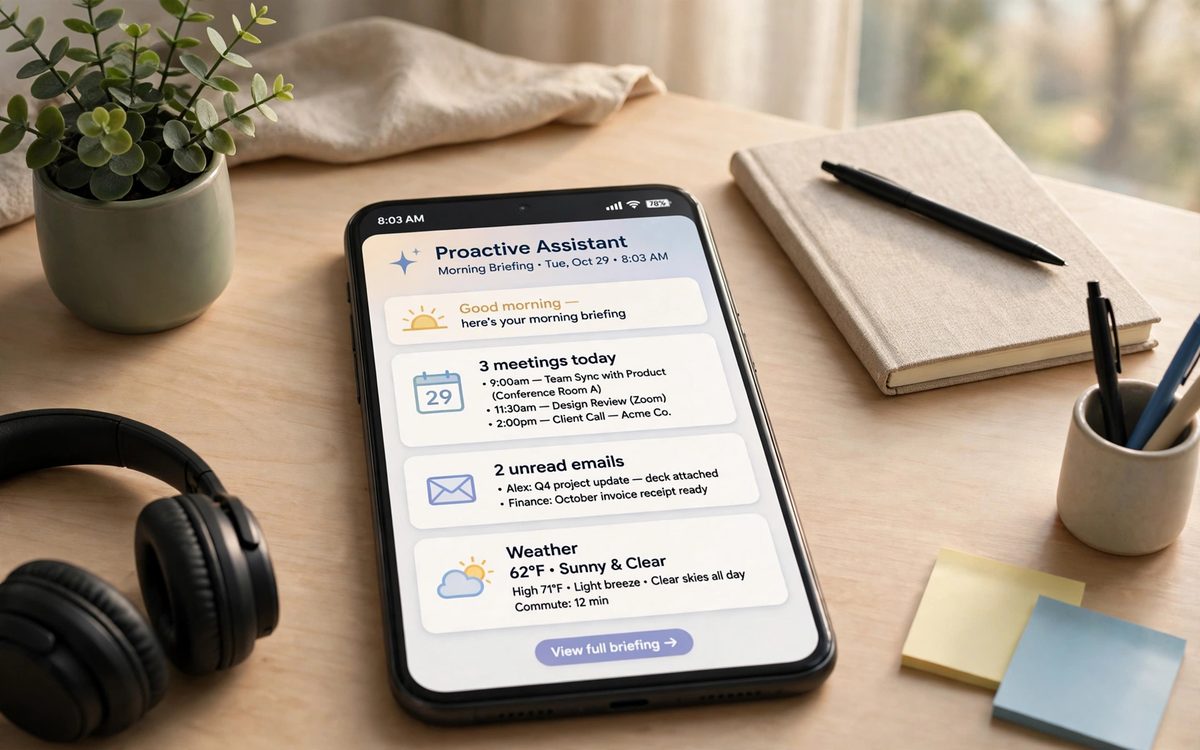 8:03 AM
78%
Proactive Assistant
Morning Briefing • Tue, Oct 29 • 8:03 AM
Good morning —
here's your morning briefing
29
3 meetings today
• 9:00am — Team Sync with Product
(Conference Room A)
• 11:30am — Design Review (Zoom)
• 2:00pm — Client Call — Acme Co.
2 unread emails
• Alex: Q4 project update — deck attached
• Finance: October invoice receipt ready
Weather
62°F • Sunny & Clear
High 71°F • Light breeze • Clear skies all day
Commute: 12 min
View full briefing →